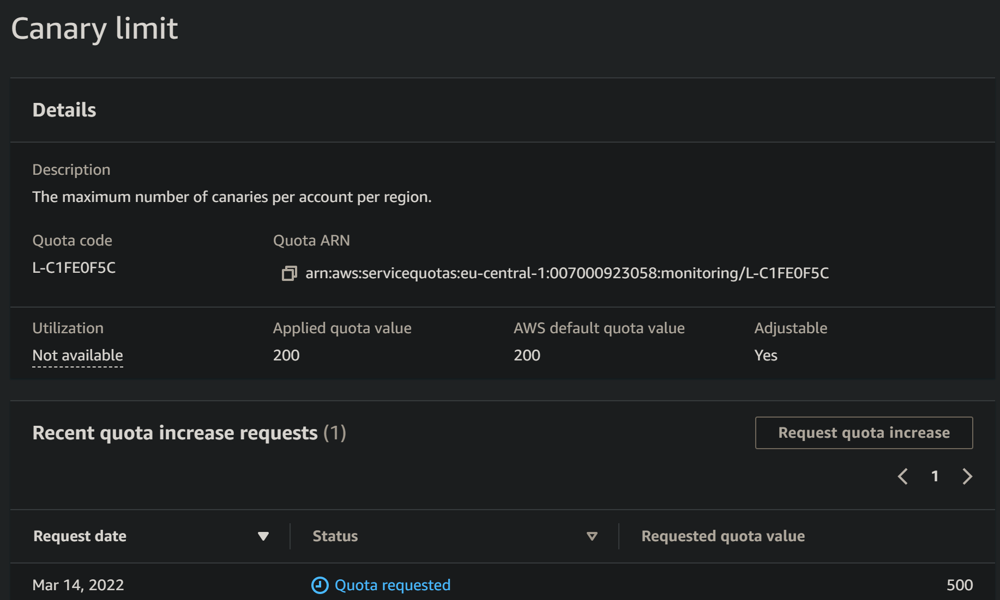 Canary limit
Details
Description
The maximum number of canaries per account per region.
Quota code
L-C1FE0F5C
Quota ARN
arn:aws:servicequotas:eu-central-1:007000923058:monitoring/L-C1FE0F5C
Utilization
Not available
Applied quota value
200
AWS default quota value
200
Adjustable
Yes
Recent quota increase requests (1)
Request quota increase
1
Request date
Status
Requested quota value
Mar 14, 2022
Quota requested
500